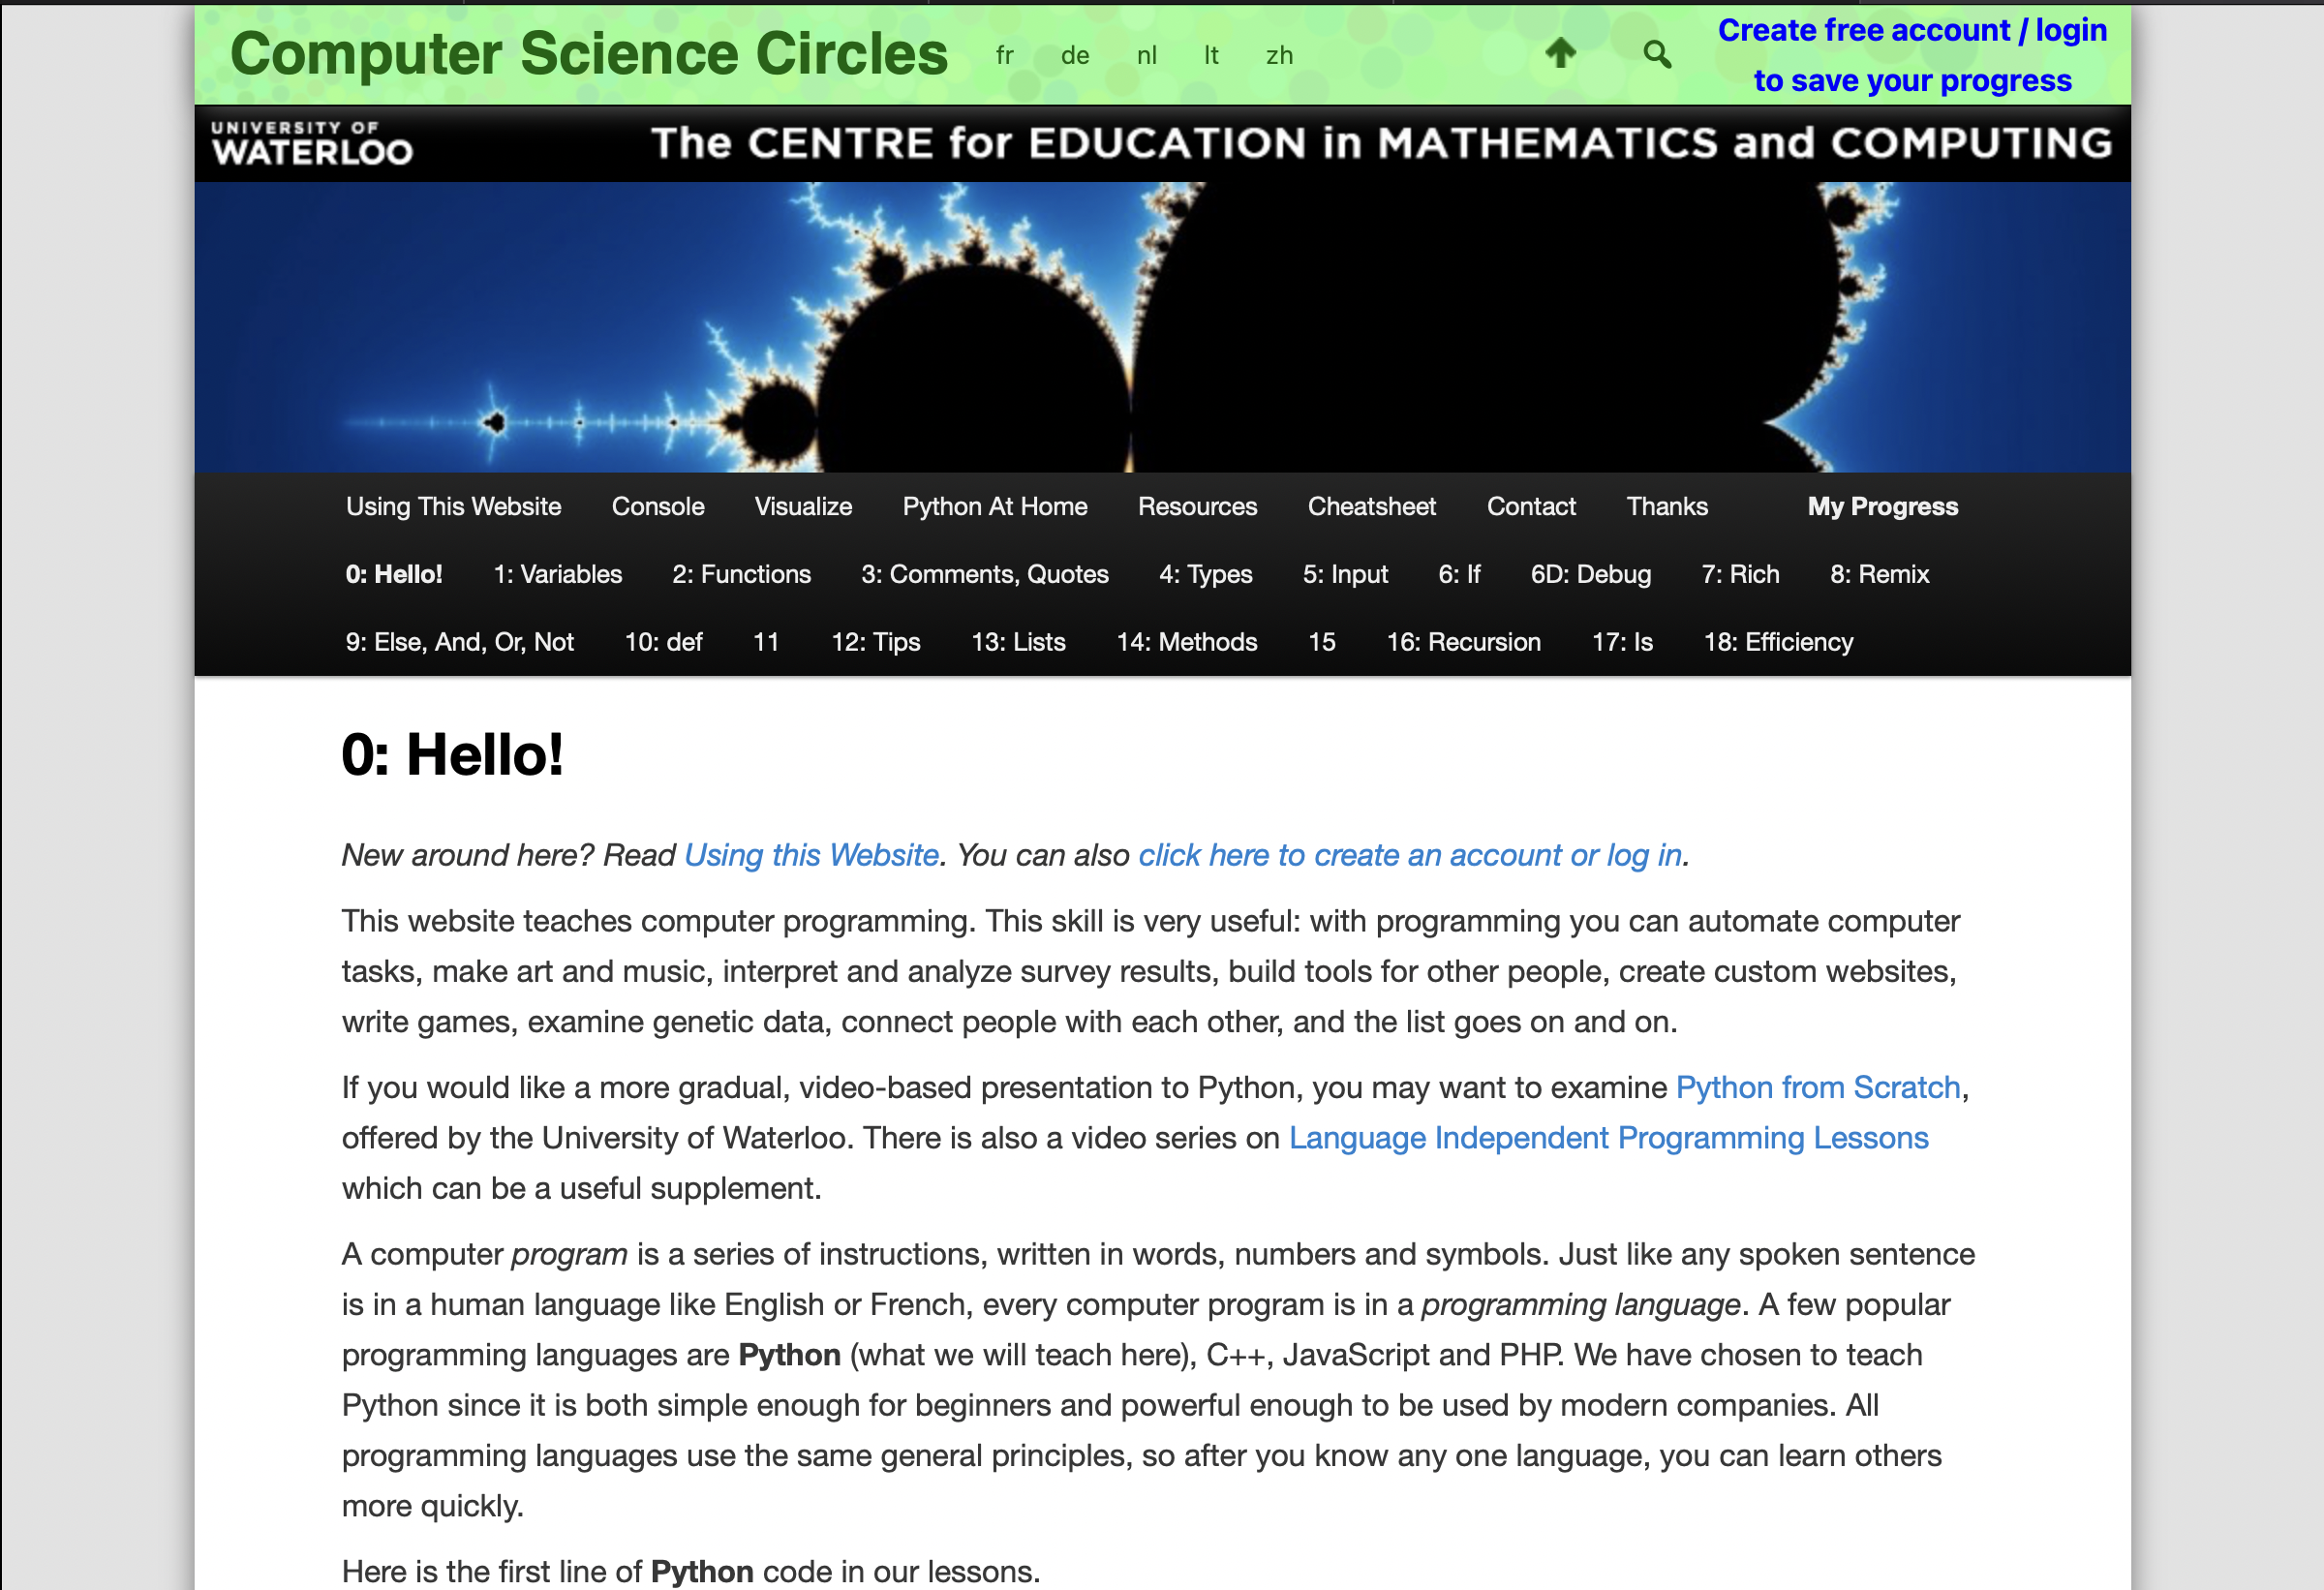 Computer Science Circles fr de nl lt zh
Create free account / login
to save your progress
UNIVERSITY OF
WATERLOO
The CENTRE for EDUCATION in MATHEMATICS and COMPUTING
Using This Website Console Visualize Python At Home Resources Cheatsheet Contact Thanks My Progress
0: Hello! 1: Variables 2: Functions 3: Comments, Quotes 4: Types 5: Input 6: If 6D: Debug 7: Rich 8: Remix
9: Else, And, Or, Not 10: def 11 12: Tips 13: Lists 14: Methods 15 16: Recursion 17: Is 18: Efficiency
0: Hello!
New around here? Read Using this Website. You can also click here to create an account or log in.
This website teaches computer programming. This skill is very useful: with programming you can automate computer
tasks, make art and music, interpret and analyze survey results, build tools for other people, create custom websites,
write games, examine genetic data, connect people with each other, and the list goes on and on.
If you would like a more gradual, video-based presentation to Python, you may want to examine Python from Scratch,
offered by the University of Waterloo. There is also a video series on Language Independent Programming Lessons
which can be a useful supplement.
A computer program is a series of instructions, written in words, numbers and symbols. Just like any spoken sentence
is in a human language like English or French, every computer program is in a programming language. A few popular
programming languages are Python (what we will teach here), C++, JavaScript and PHP. We have chosen to teach
Python since it is both simple enough for beginners and powerful enough to be used by modern companies. All
programming languages use the same general principles, so after you know any one language, you can learn others
more quickly.
Here is the first line of Python code in our lessons.